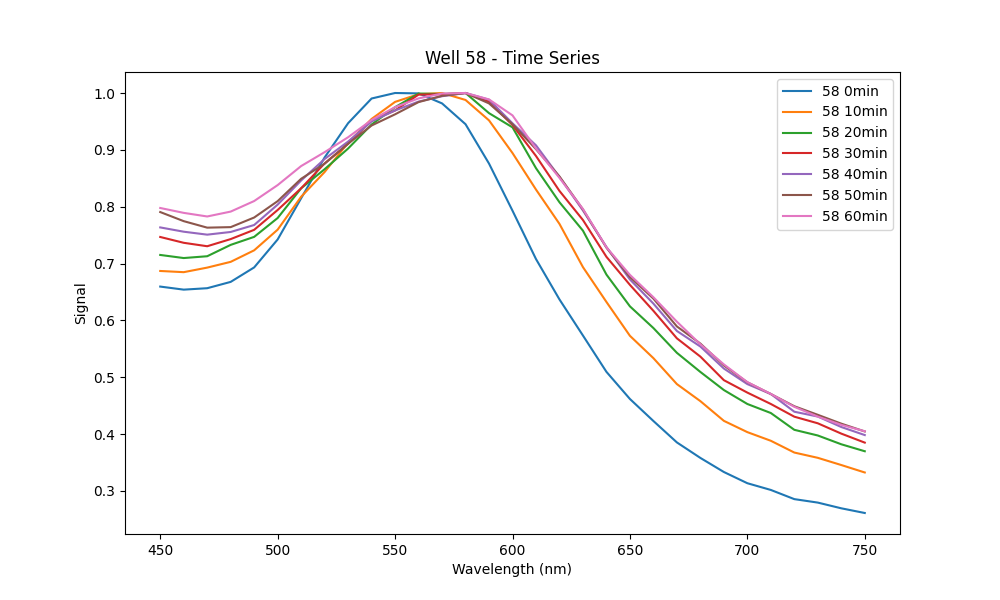 Well 58 - Time Series
Signal
1.0
0.9
0.8
0.7
0.6
0.5
0.4
0.3
58 0min
58 10min
58 20min
58 30min
58 40min
58 50min
58 60min
450 500 550 600 650 700 750
Wavelength (nm)